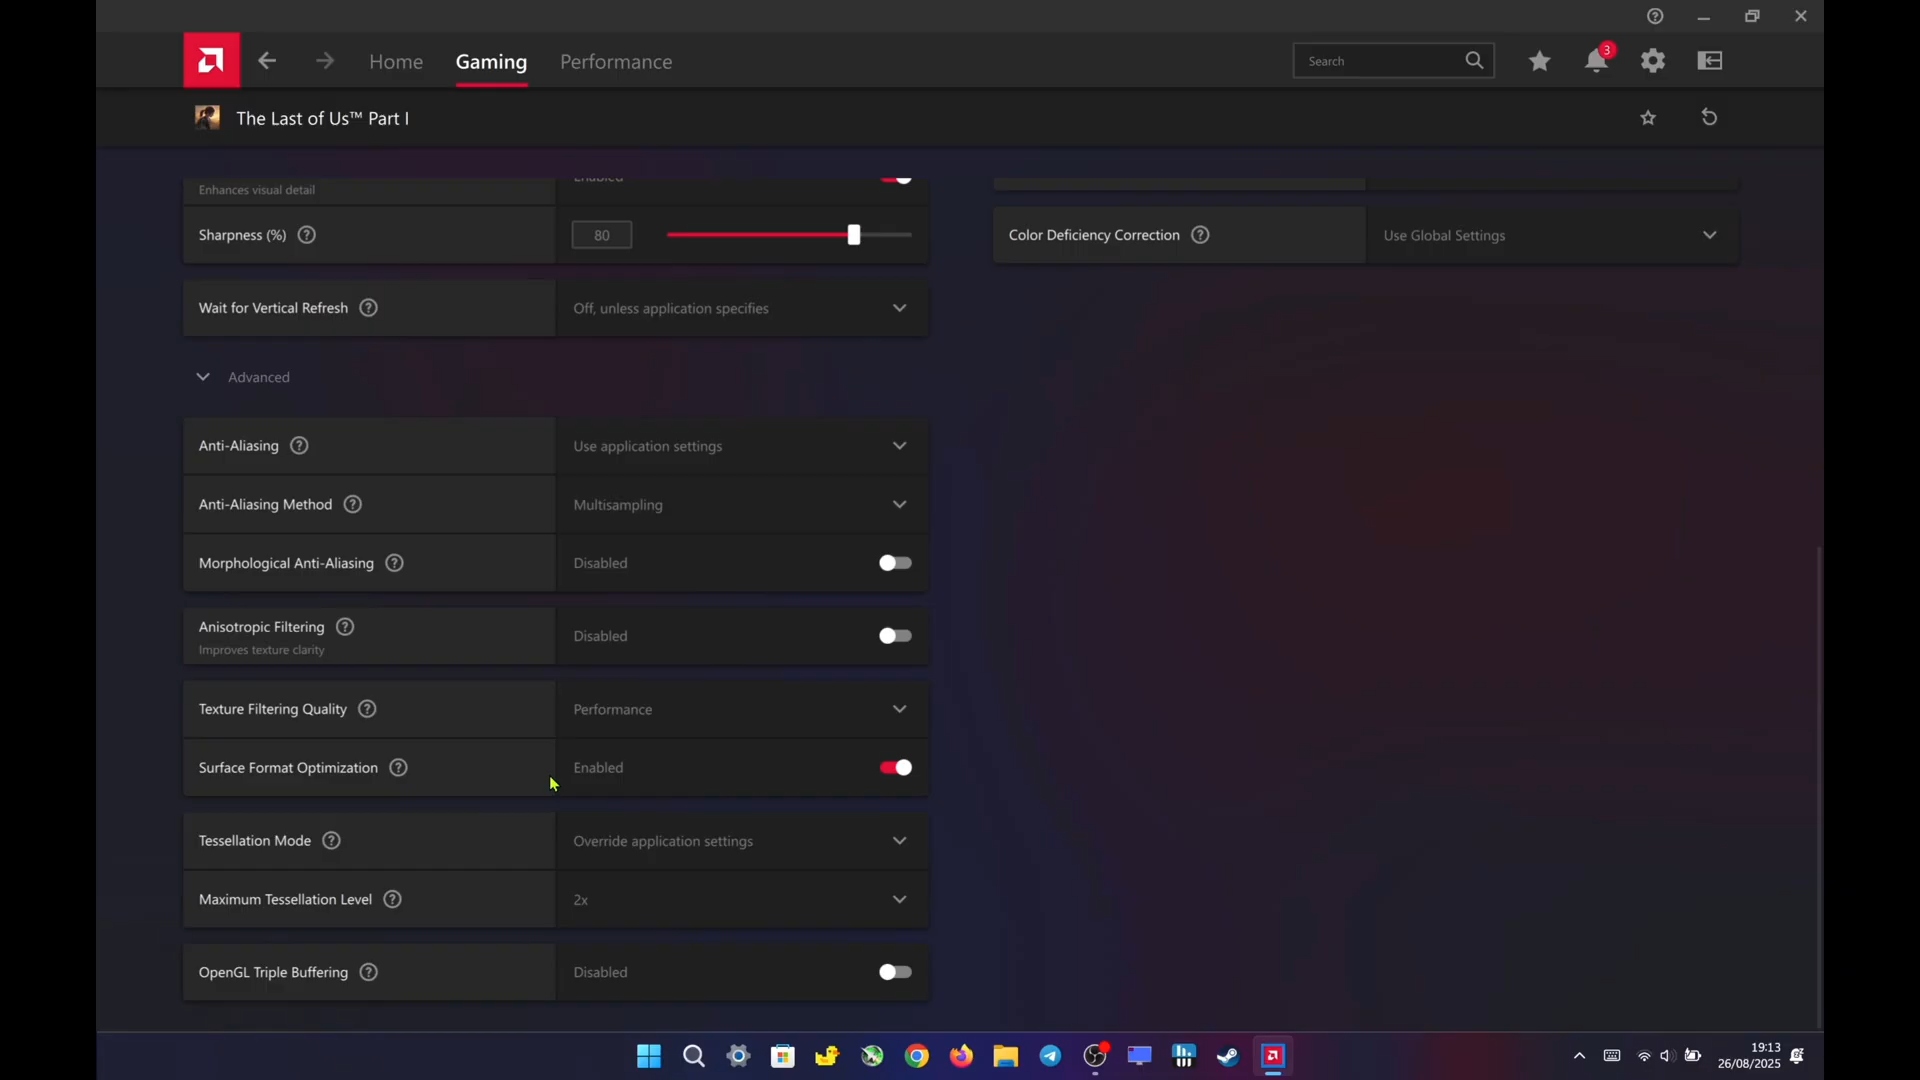 Home
Gaming
Performance
Search
3
The Last of Us™ Part I
Enhances visual detail
Enabled
Sharpness (%)
80
Color Deficiency Correction
Use Global Settings
Wait for Vertical Refresh
Off, unless application specifies
Advanced
Anti-Aliasing
Use application settings
Anti-Aliasing Method
Multisampling
Morphological Anti-Aliasing
Disabled
Anisotropic Filtering
Improves texture clarity
Disabled
Texture Filtering Quality
Performance
Surface Format Optimization
Enabled
Tessellation Mode
Override application settings
Maximum Tessellation Level
2x
OpenGL Triple Buffering
Disabled
19:13
26/08/2025